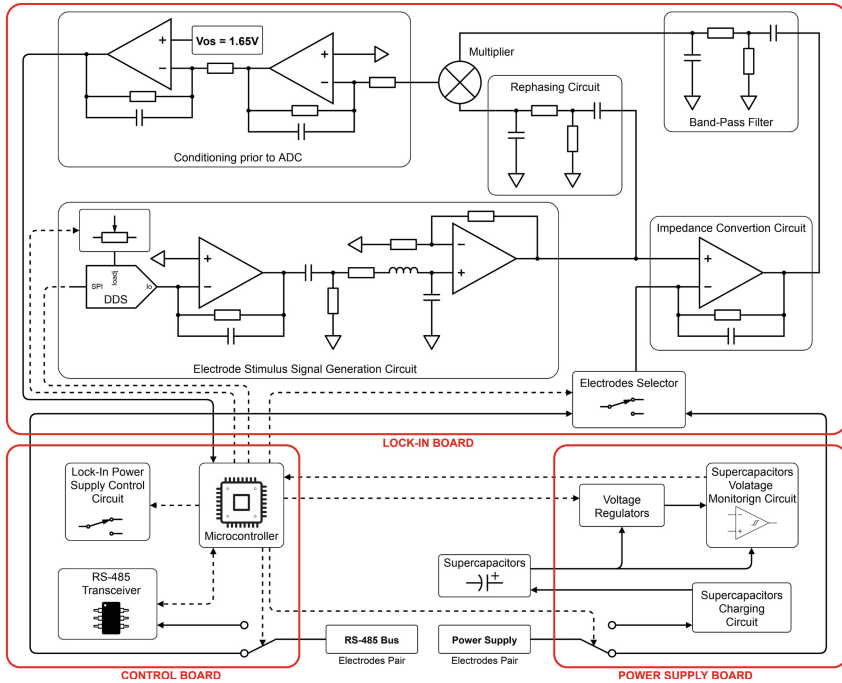 Vos = 1.65V
Conditioning prior to ADC
Multiplier
Rephasing Circuit
Band-Pass Filter
SPI
Ioadj
Io
DDS
Electrode Stimulus Signal Generation Circuit
Impedance Convertion Circuit
Electrodes Selector
LOCK-IN BOARD
Lock-In Power
Supply Control
Circuit
Microcontroller
RS-485
Transceiver
RS-485 Bus
Electrodes Pair
Power Supply
Electrodes Pair
Supercapacitors
Voltage
Regulators
Supercapacitors
Volatage
Monitorign Circuit
Supercapacitors
Charging
Circuit
CONTROL BOARD
POWER SUPPLY BOARD